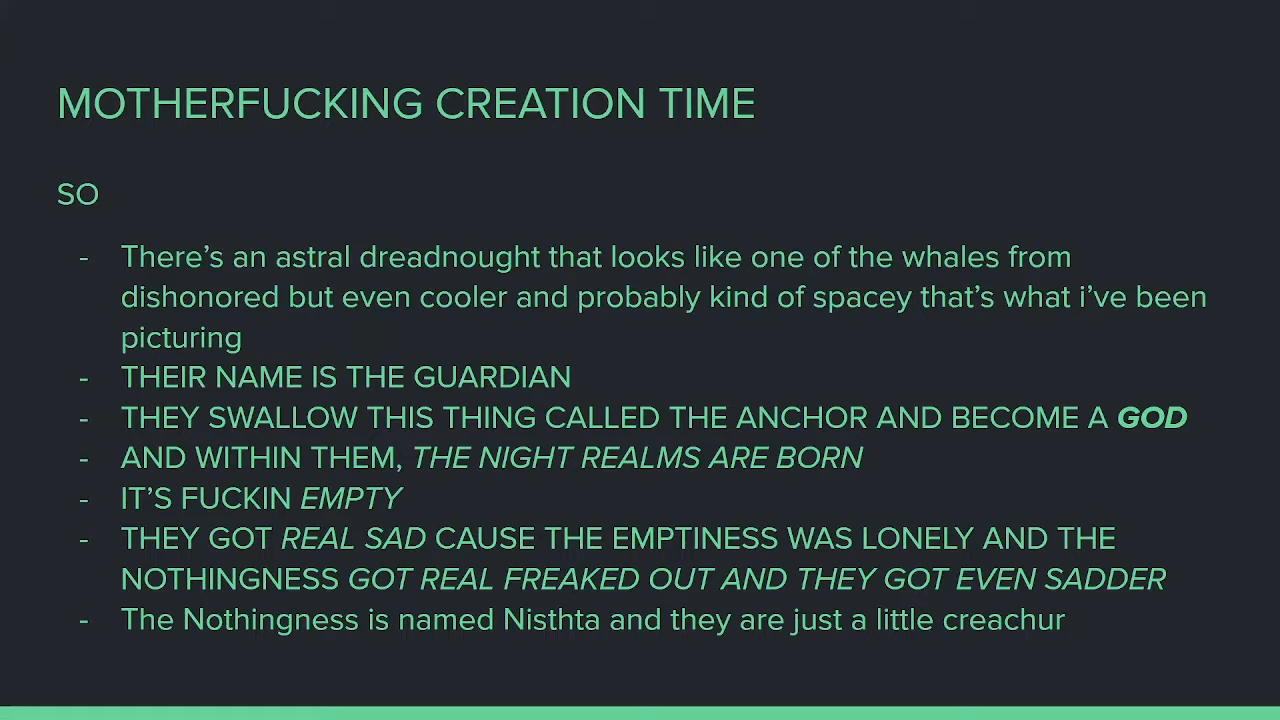 MOTHERFUCKING CREATION TIME
SO
- There's an astral dreadnought that looks like one of the whales from
dishonored but even cooler and probably kind of spacey that's what i've been
picturing
- THEIR NAME IS THE GUARDIAN
- THEY SWALLOW THIS THING CALLED THE ANCHOR AND BECOME A GOD
- AND WITHIN THEM, THE NIGHT REALMS ARE BORN
- IT'S FUCKIN EMPTY
- THEY GOT REAL SAD CAUSE THE EMPTINESS WAS LONELY AND THE
NOTHINGNESS GOT REAL FREAKED OUT AND THEY GOT EVEN SADDER
- The Nothingness is named Nisthta and they are just a little creachur